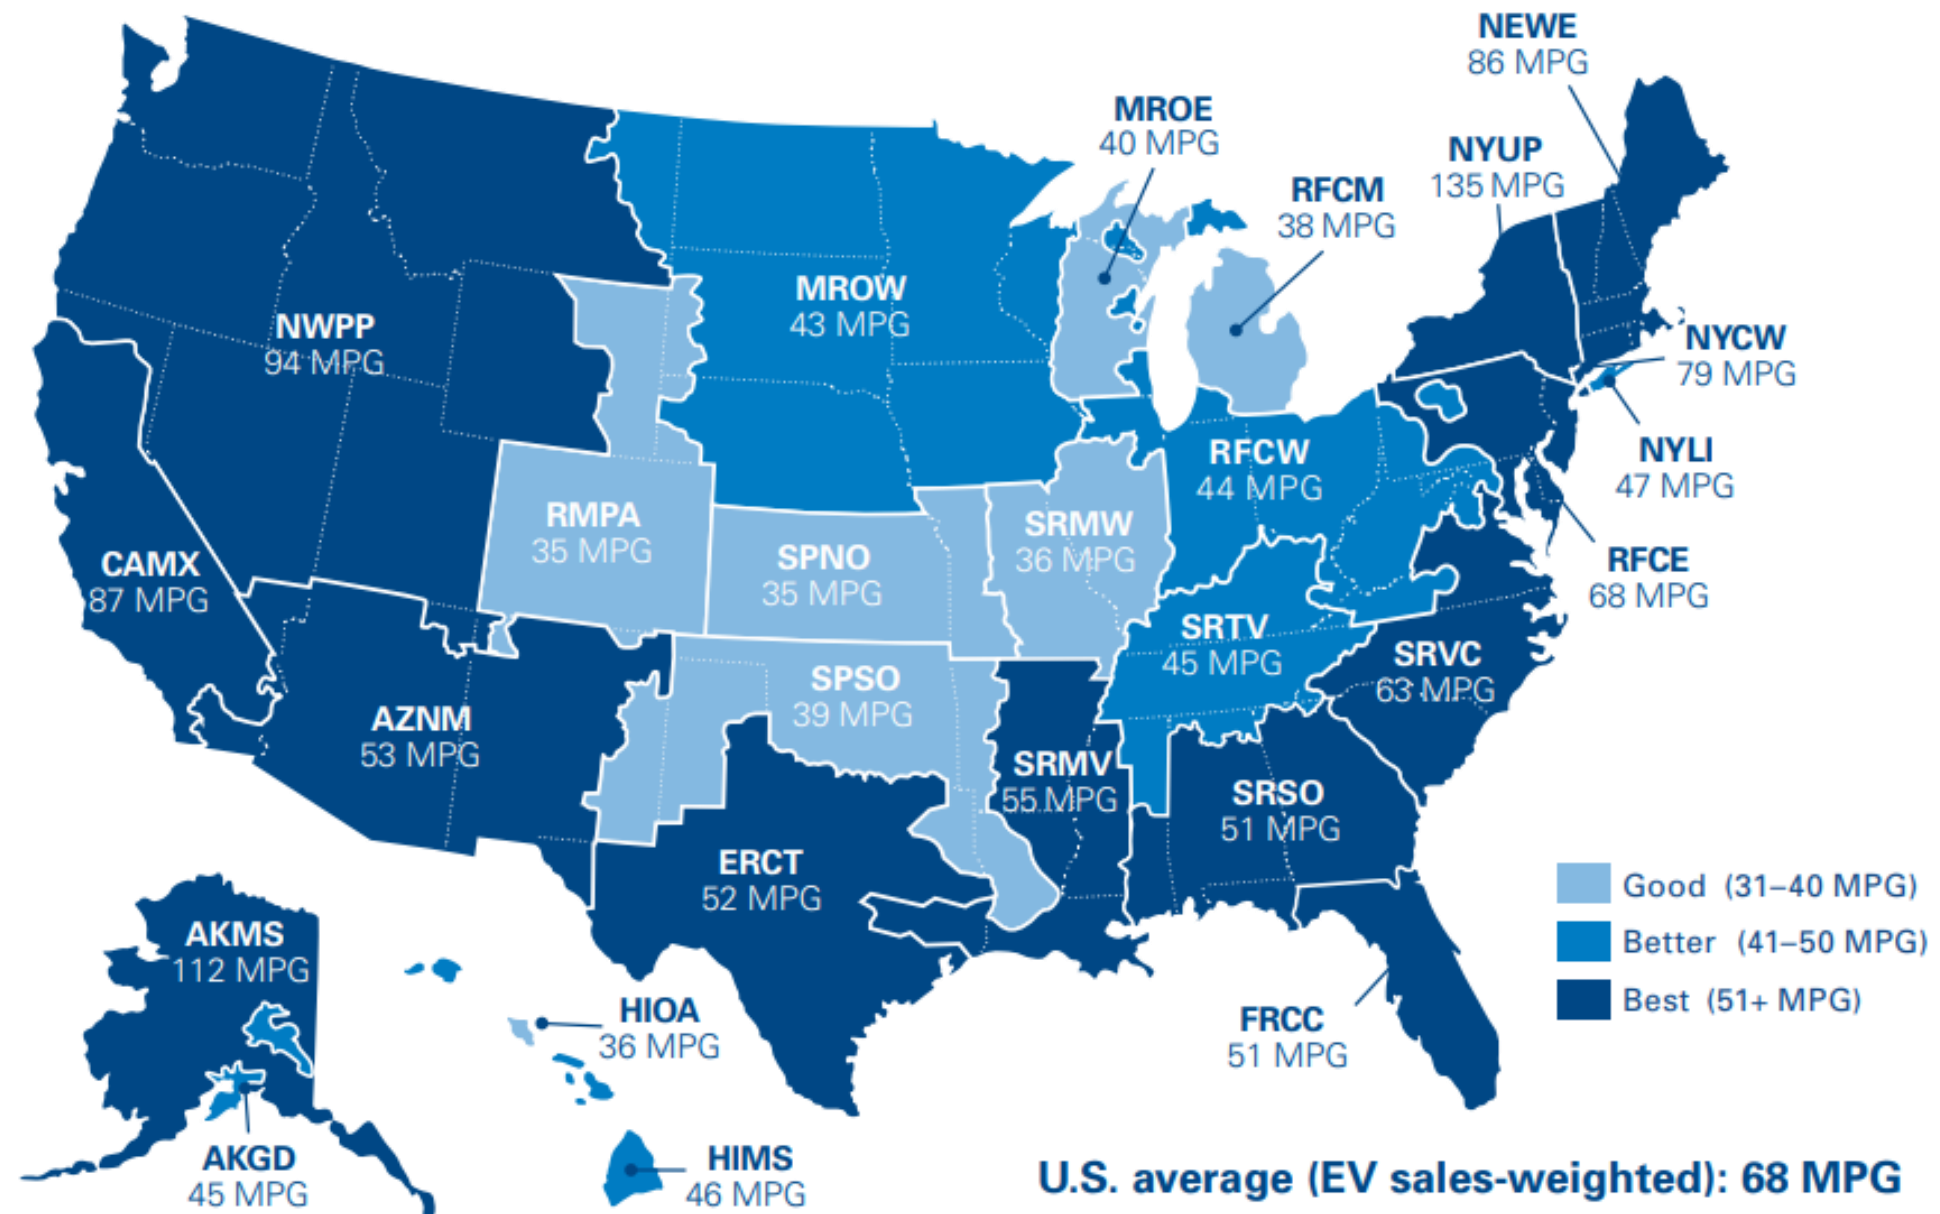 NEWE
86 MPG
MROE
40 MPG
NYUP
135 MPG
RFCM
38 MPG
MROW
43 MPG
NWPP
94 MPG
NYCW
79 MPG
RFCW
44 MPG
NYLI
47 MPG
RMPA
35 MPG
SRMW
36 MPG
SPNO
35 MPG
CAMX
87 MPG
RFCE
68 MPG
SRTV
45 MPG
SRVC
63 MPG
SPSO
39 MPG
AZNM
53 MPG
SRMV
55 MPG
SRSO
51 MPG
ERCT
52 MPG
Good (31–40 MPG)
Better (41–50 MPG)
Best (51+ MPG)
AKMS
112 MPG
HIOA
36 MPG
FRCC
51 MPG
AKGD
45 MPG
HIMS
46 MPG
U.S. average (EV sales-weighted): 68 MPG